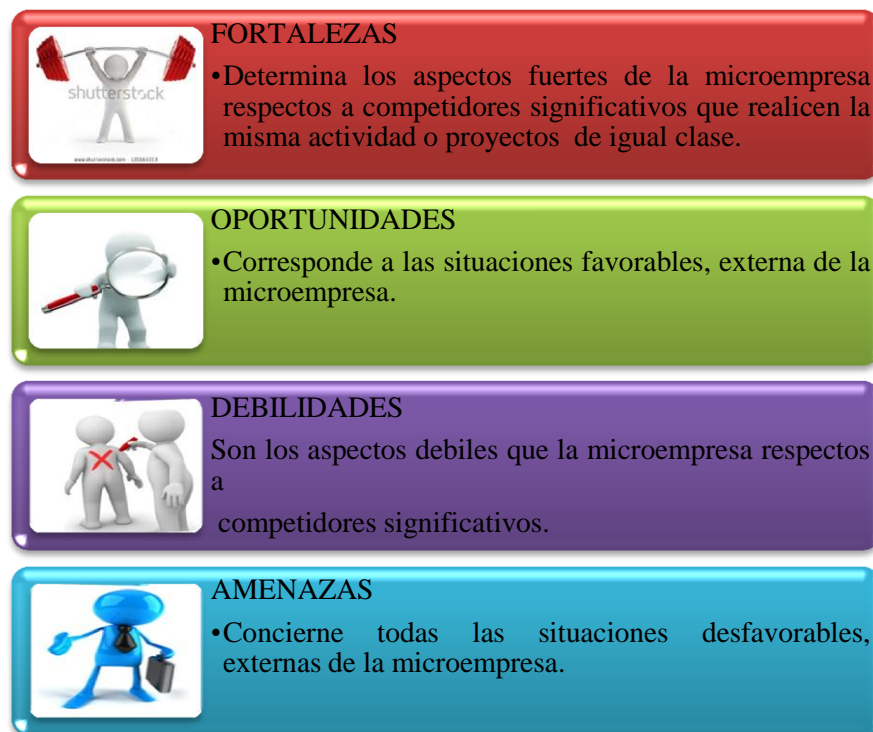 FORTALEZAS
•Determina los aspectos fuertes de la microempresa
respectos a competidores significativos que realicen la
misma actividad o proyectos de igual clase.
shutterstock
OPORTUNIDADES
•Corresponde a las situaciones favorables, externa de la
microempresa.
DEBILIDADES
Son los aspectos debiles que la microempresa respectos
a
competidores significativos.
AMENAZAS
•Concierne todas las situaciones desfavorables,
externas de la microempresa.